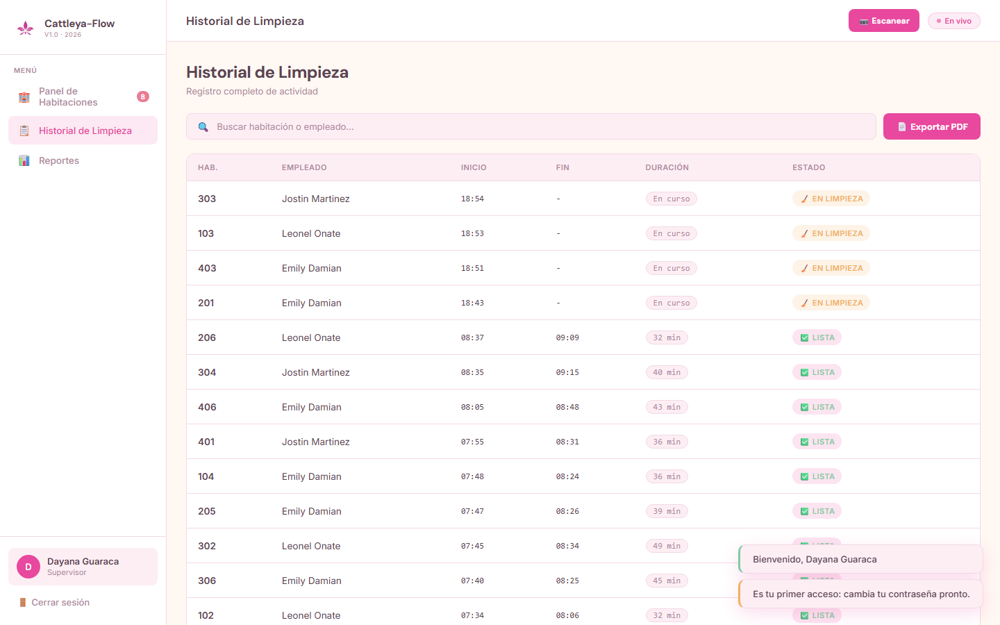 Cattleya-Flow
V1.0 · 2026
MENÚ
Panel de
Habitaciones
8
Historial de Limpieza
Reportes
D
Dayana Guaraca
Supervisor
Cerrar sesión
Historial de Limpieza
Escanear
En vivo
Historial de Limpieza
Registro completo de actividad
Buscar habitación o empleado...
Exportar PDF
HAB. EMPLEADO INICIO FIN DURACIÓN ESTADO
303 Jostin Martinez 18:54 - En curso EN LIMPIEZA
103 Leonel Onate 18:53 - En curso EN LIMPIEZA
403 Emily Damian 18:51 - En curso EN LIMPIEZA
201 Emily Damian 18:43 - En curso EN LIMPIEZA
206 Leonel Onate 08:37 09:09 32 min LISTA
304 Jostin Martinez 08:35 09:15 40 min LISTA
406 Emily Damian 08:05 08:48 43 min LISTA
401 Jostin Martinez 07:55 08:31 36 min LISTA
104 Emily Damian 07:48 08:24 36 min LISTA
205 Emily Damian 07:47 08:26 39 min LISTA
302 Leonel Onate 07:45 08:34 49 min
Bienvenido, Dayana Guaraca
306 Emily Damian 07:40 08:25 45 min
Es tu primer acceso: cambia tu contraseña pronto.
102 Leonel Onate 07:34 08:06 32 min LISTA